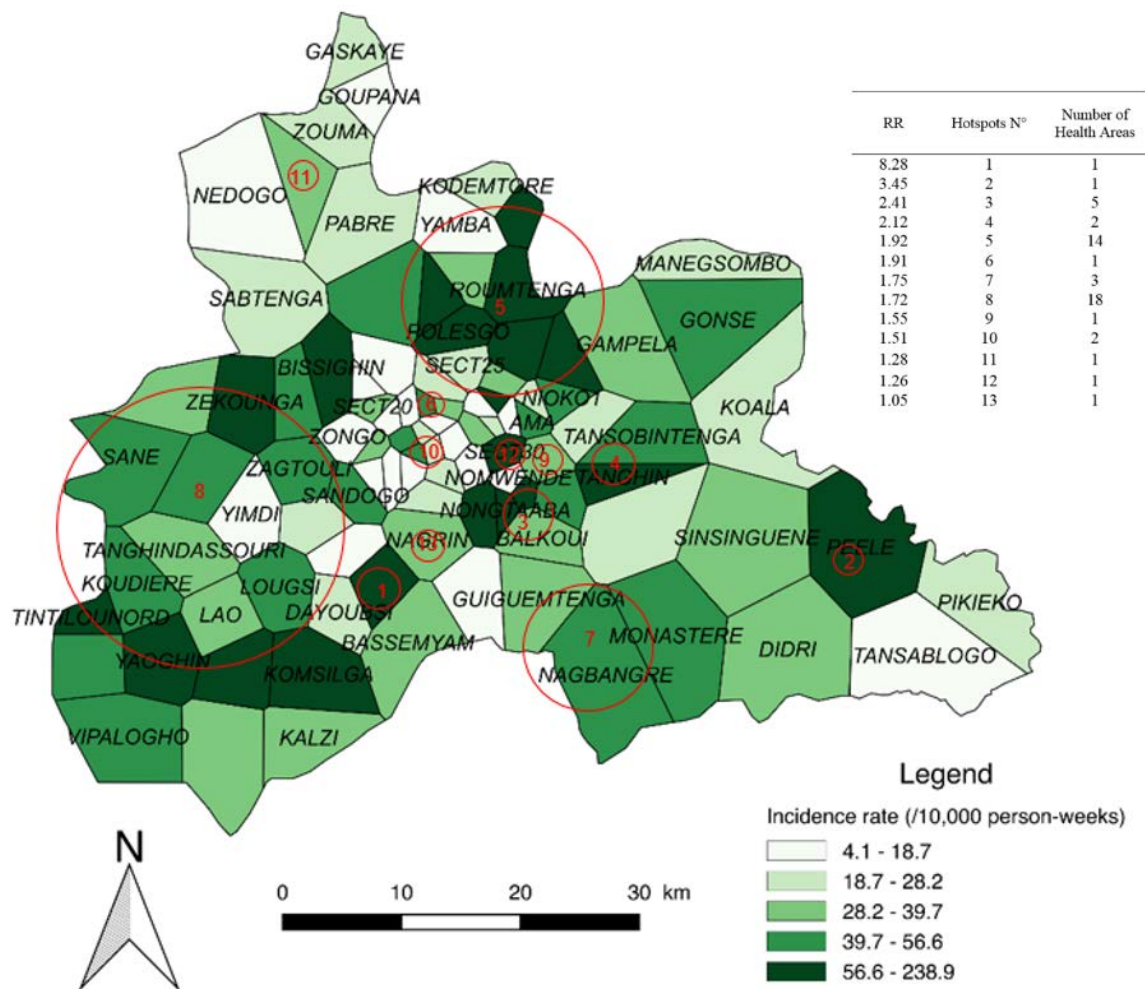 GASKAYE
GOUPANA
ZOUMA
11
NEDOGO
KODEMTORE
PABRE
YAMBA
MANEGSOMBO
SABTENGA
ROUMTENGA
5
POLESGO
GONSE
GAMPELA
BISSIGHIN
SECT25
ZEKOUNGA
SECT20
6
NIOKO1
KOALA
AMA
ZONGO
TANSOBINTENGA
SANE
10
12
9
4
ZAGTOULI
NOMWENDE
TANCHIN
8
SANDOGO
NONGTAABA
YIMDI
3
BALKOUI
SINSINGUENE
NAGRIN
13
PEELE
2
TANGHINDASSOURI
KOUDIERE
LOUGSI
1
GUIGUEMTENGA
PIKIEKO
TINTILOUNORD
LAO
DAYOUBSI
BASSEMYAM
7
MONASTERE
DIDRI
TANSABLOGO
YAOGHIN
KOMSILGA
NAGBANGRE
VIPALOGHO
KALZI
RR Hotspots N° Number of Health Areas
8.28 1 1
3.45 2 1
2.41 3 5
2.12 4 2
1.92 5 14
1.91 6 1
1.75 7 3
1.72 8 18
1.55 9 1
1.51 10 2
1.28 11 1
1.26 12 1
1.05 13 1
Legend
Incidence rate (/10,000 person-weeks)
4.1 - 18.7
18.7 - 28.2
28.2 - 39.7
39.7 - 56.6
56.6 - 238.9
N
0 10 20 30 km